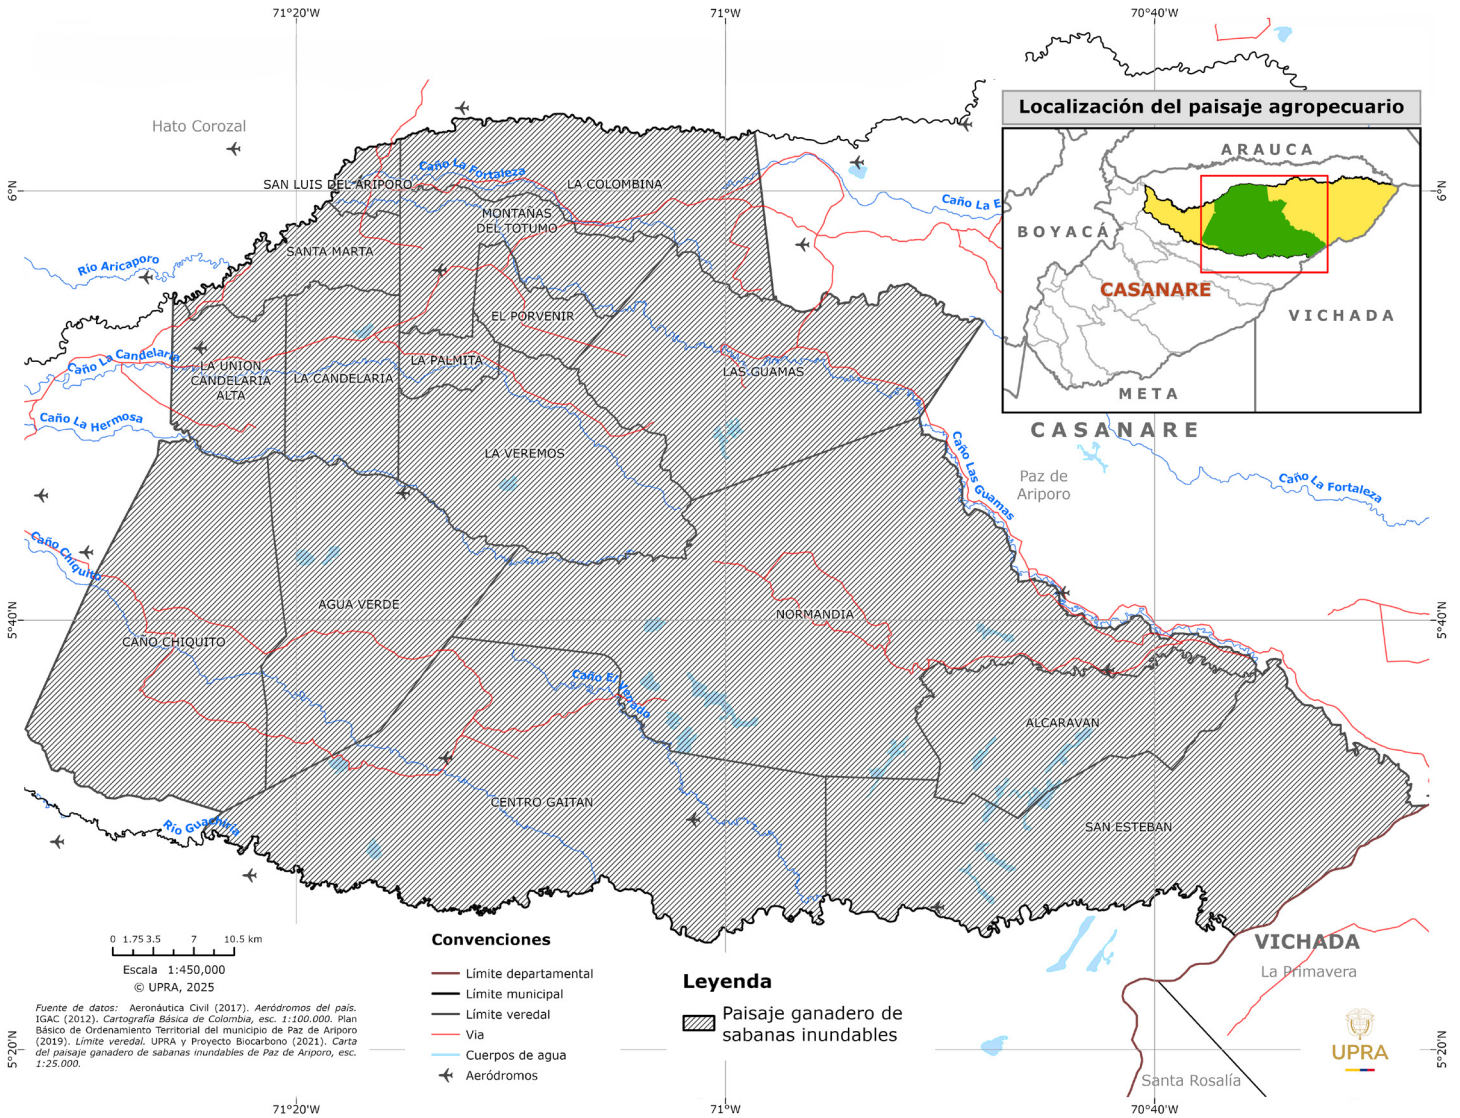 71°20'W
71°W
70°40'W
Localización del paisaje agropecuario
ARAUCA
BOYACÁ
CASANARE
VICHADA
META
Hato Corozal
6°N
6°N
Caño La Fortaleza
SAN LUIS DEL ARIPORO
LA COLOMBINA
Caño La E
MONTAÑAS
DEL TOTUMO
SANTA MARTA
Río Aricaporo
EL PORVENIR
Caño La Candelaria
LA UNION
CANDELARIA
ALTA
LA CANDELARIA
LA PALMITA
LAS GUAMAS
Caño La Hermosa
CASANARE
LA VEREMOS
Caño Las Guamas
Paz de
Ariporo
Caño La Fortaleza
Caño Chiquito
AGUA VERDE
NORMANDIA
5°40'N
5°40'N
CAÑO CHIQUITO
Caño El Venado
ALCARAVAN
CENTRO GAITAN
SAN ESTEBAN
Río Guachiría
0 1.75 3.5 7 10.5 km
Escala 1:450,000
© UPRA, 2025
Fuente de datos: Aeronáutica Civil (2017). Aeródromos del país.
IGAC (2012). Cartografía Básica de Colombia, esc. 1:100.000. Plan
Básico de Ordenamiento Territorial del municipio de Paz de Ariporo
(2019). Límite veredal. UPRA y Proyecto Biocarbono (2021). Carta
del paisaje ganadero de sabanas inundables de Paz de Ariporo, esc.
1:25.000.
Convenciones
Límite departamental
Límite municipal
Límite veredal
Via
Cuerpos de agua
Aeródromos
Leyenda
Paisaje ganadero de
sabanas inundables
VICHADA
La Primavera
UPRA
Santa Rosalía
5°20'N
5°20'N
71°20'W
71°W
70°40'W